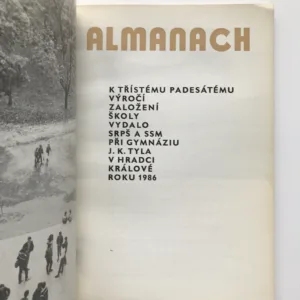 ALMANACH
K TŘÍSTÉMU PADESÁTÉMU
VÝROČÍ
ZALOŽENÍ
ŠKOLY
VYDALO
SRPŠ A SSM
PŘI GYMNÁZIU
J. K. TYLA
V HRADCI
KRÁLOVÉ
ROKU 1986